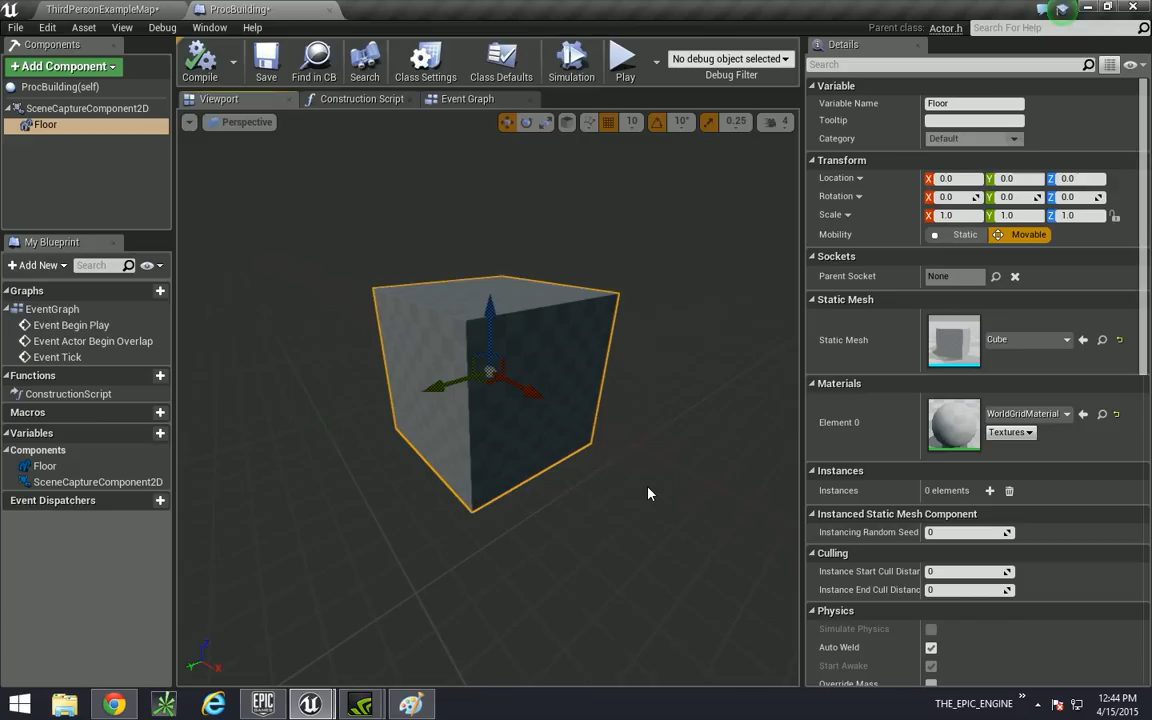 ThirdPersonExampleMap*
ProcBuilding*
File Edit Asset View Debug Window Help
Parent class: Actor.h Search For Help
Components
+ Add Component
ProcBuilding(self)
SceneCaptureComponent2D
Floor
Compile Save Find in CB Search Class Settings Class Defaults Simulation Play
No debug object selected
Debug Filter
Viewport Construction Script Event Graph
Perspective
10 10° 0.25 4
My Blueprint
Add New Search
Graphs
EventGraph
Event Begin Play
Event Actor Begin Overlap
Event Tick
Functions
ConstructionScript
Macros
Variables
Components
Floor
SceneCaptureComponent2D
Event Dispatchers
Z
X
Details
Search
Variable
Variable Name Floor
Tooltip
Category Default
Transform
Location X 0.0 Y 0.0 Z 0.0
Rotation X 0.0 Y 0.0 Z 0.0
Scale X 1.0 Y 1.0 Z 1.0
Mobility Static Movable
Sockets
Parent Socket None
Static Mesh
Static Mesh Cube
Materials
Element 0 WorldGridMaterial
Textures
Instances
Instances 0 elements
Instanced Static Mesh Component
Instancing Random Seed 0
Culling
Instance Start Cull Distar 0
Instance End Cull Distanc 0
Physics
Simulate Physics
Auto Weld
Start Awake
Override Mass
EPIC GAMES
THE_EPIC_ENGINE
12:44 PM
4/15/2015